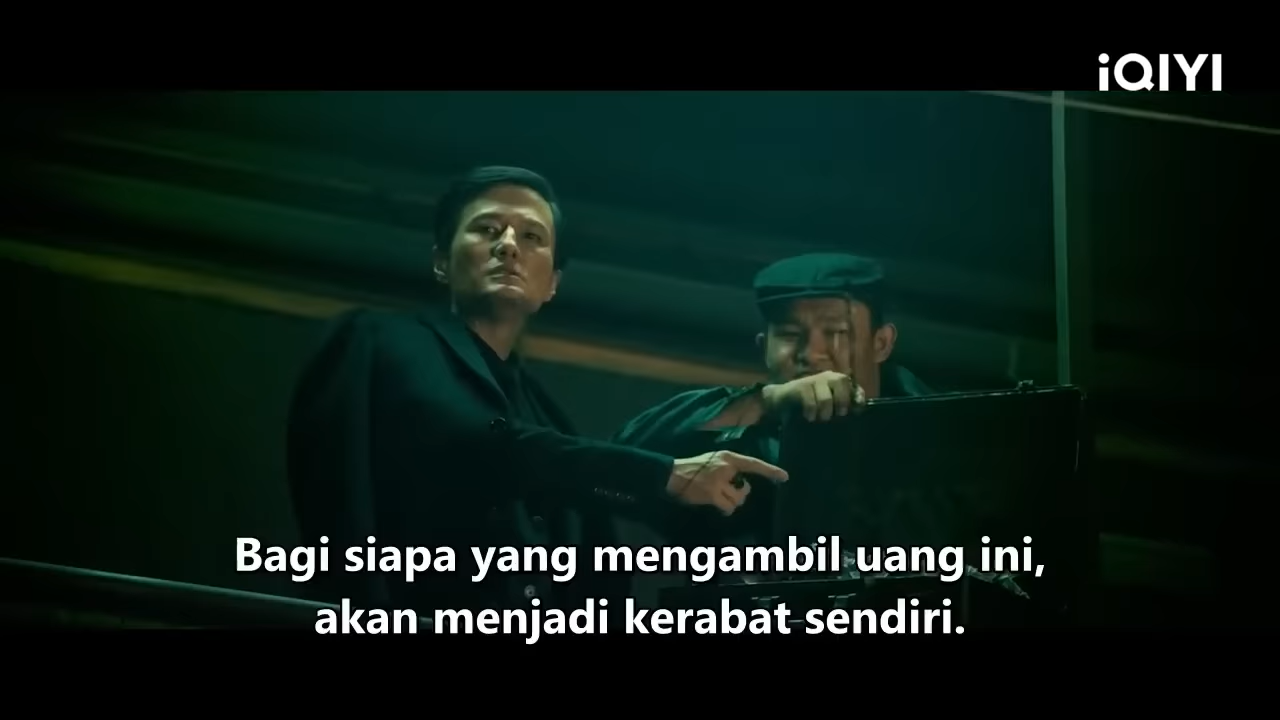 iQIYI
Bagi siapa yang mengambil uang ini,
akan menjadi kerabat sendiri.